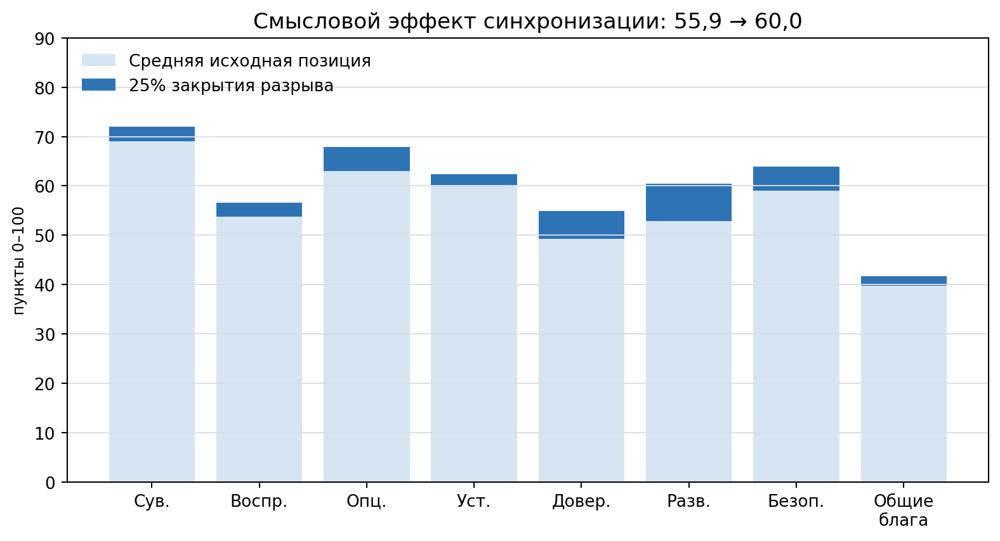 Смысловой эффект синхронизации: 55,9 → 60,0
Средняя исходная позиция
25% закрытия разрыва
пункты 0–100
90
80
70
60
50
40
30
20
10
0
Сув.
Воспр.
Опц.
Уст.
Довер.
Разв.
Безоп.
Общие
блага